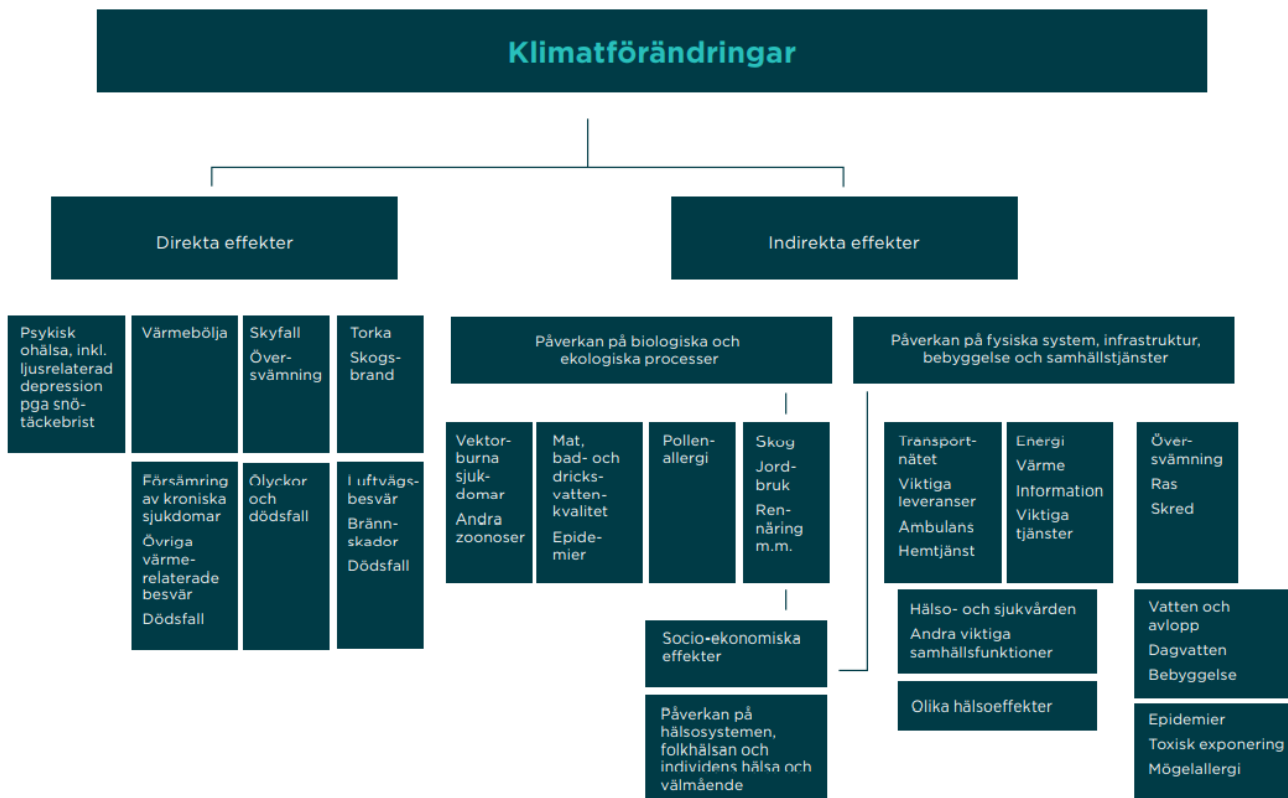 Klimatförändringar
Direkta effekter
Indirekta effekter
Psykisk
ohälsa, inkl.
ljusrelaterad
depression
pga snö-
täckebrist
Värmebölja
Skyfall
Över-
svämning
Torka
Skogs-
brand
Försämring
av kroniska
sjukdomar
Övriga
värme-
relaterade
besvär
Dödsfall
Olyckor
och
dödsfall
Luftvägs-
besvär
Bränn-
skador
Dödsfall
Påverkan på biologiska och
ekologiska processer
Påverkan på fysiska system, infrastruktur,
bebyggelse och samhällstjänster
Vektor-
burna
sjuk-
domar
Andra
zoonoser
Mat,
bad- och
dricks-
vatten-
kvalitet
Epide-
mier
Pollen-
allergi
Skog
Jord-
bruk
Ren-
näring
m.m.
Transport-
nätet
Viktiga
leveranser
Ambulans
Hemtjänst
Energi
Värme
Information
Viktiga
tjänster
Över-
svämning
Ras
Skred
Socio-ekonomiska
effekter
Påverkan på
hälsosystemen,
folkhälsan och
individens hälsa och
välmående
Hälso- och sjukvården
Andra viktiga
samhällsfunktioner
Olika hälsoeffekter
Vatten och
avlopp
Dagvatten
Bebyggelse
Epidemier
Toxisk exponering
Mögelallergi